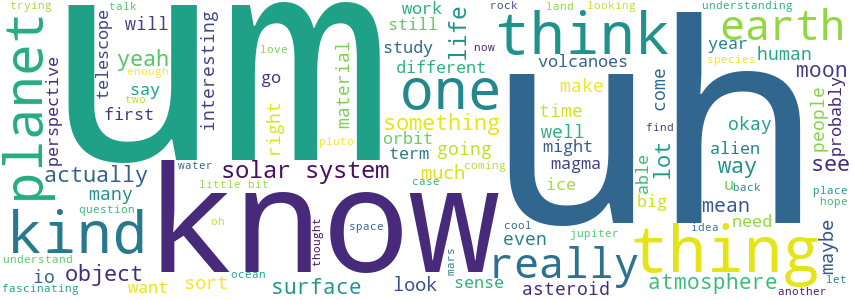 um
uh
know
think
thing
one
kind
planet
earth
really
trying
talk
will
yeah
say
first
perspective
telescope
interesting
enough
two
love
go
right
now
pluto
material
work
still
study
life
different
something
orbit
term
going
much
rock
land
looking
understanding
volcanoes
year
species
human
moon
make
time
well
might
magma
ice
come
find
lot
able
big
people
probably
okay
alien
way
see
u
back
mean
need
place
hope
actually
many
question
water
solar system
little bit
case
coming
understand
io
object
fascinating
want
sort
oh
ocean
surface
thought
space
look
mars
sense
cool
even
jupiter
asteroid
idea
atmosphere
another
maybe
let